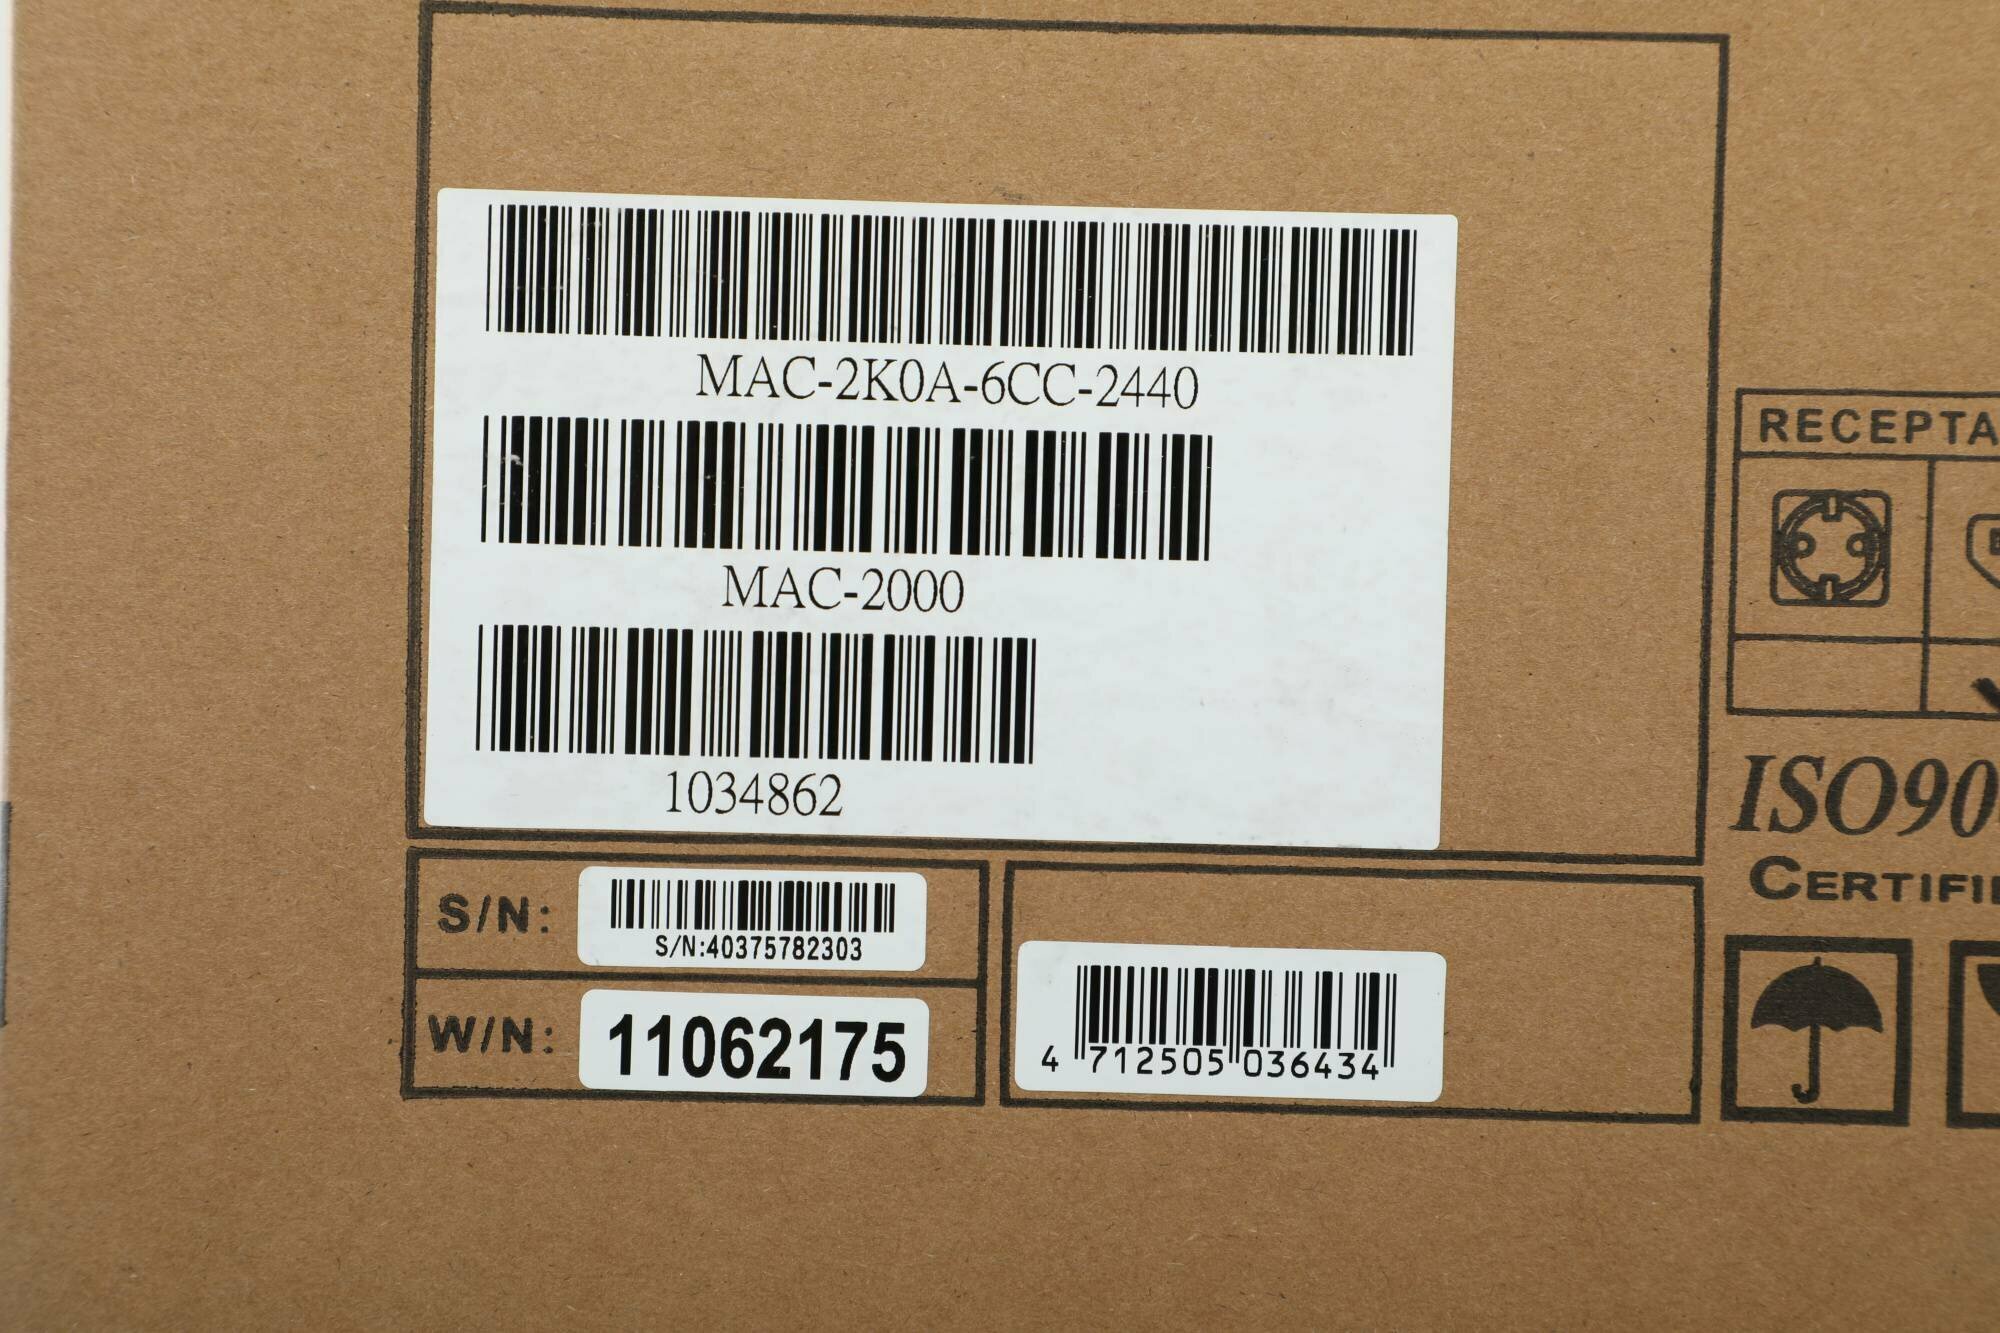 MAC-2K0A-6CC-2440
MAC-2000
1034862
S/N:
S/N:40375782303
W/N:
11062175
4 712505 036434
RECEPTA
ISO90
CERTIFI